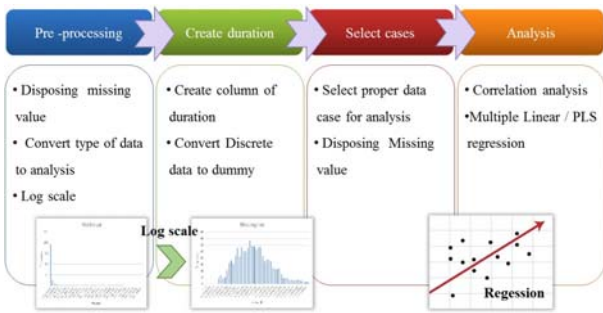 Pre -processing
Create duration
Select cases
Analysis
• Disposing missing
value
• Convert type of data
to analysis
• Log scale
• Create column of
duration
• Convert Discrete
data to dummy
• Select proper data
case for analysis
• Disposing Missing
value
• Correlation analysis
•Multiple Linear / PLS
regression
Log scale
Regession